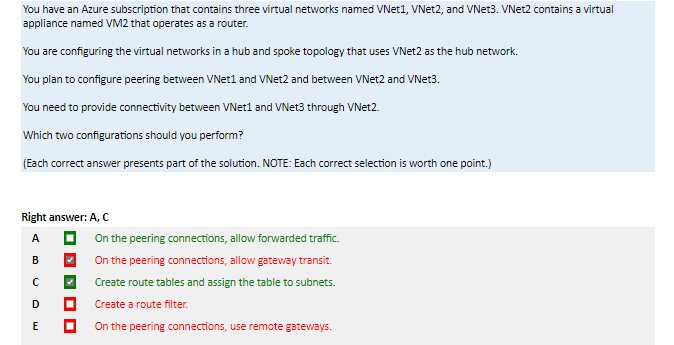 You have an Azure subscription that contains three virtual networks named VNet1, VNet2, and VNet3. VNet2 contains a virtual
appliance named VM2 that operates as a router.
You are configuring the virtual networks in a hub and spoke topology that uses VNet2 as the hub network.
You plan to configure peering between VNet1 and VNet2 and between VNet2 and VNet3.
You need to provide connectivity between VNet1 and VNet3 through VNet2.
Which two configurations should you perform?
(Each correct answer presents part of the solution. NOTE: Each correct selection is worth one point.)
Right answer: A, C
A On the peering connections, allow forwarded traffic.
B On the peering connections, allow gateway transit.
C Create route tables and assign the table to subnets.
D Create a route filter.
E On the peering connections, use remote gateways.